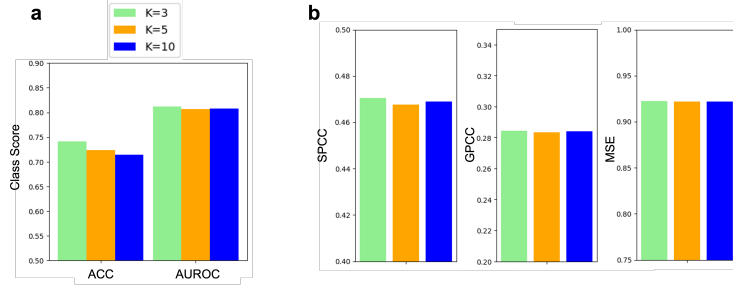 a
K=3
K=5
K=10
Class Score
0.90
0.85
0.80
0.75
0.70
0.65
0.60
0.55
0.50
ACC
AUROC
b
SPCC
0.50
0.48
0.46
0.44
0.42
0.40
GPCC
0.34
0.32
0.30
0.28
0.26
0.24
0.22
0.20
MSE
1.00
0.95
0.90
0.85
0.80
0.75